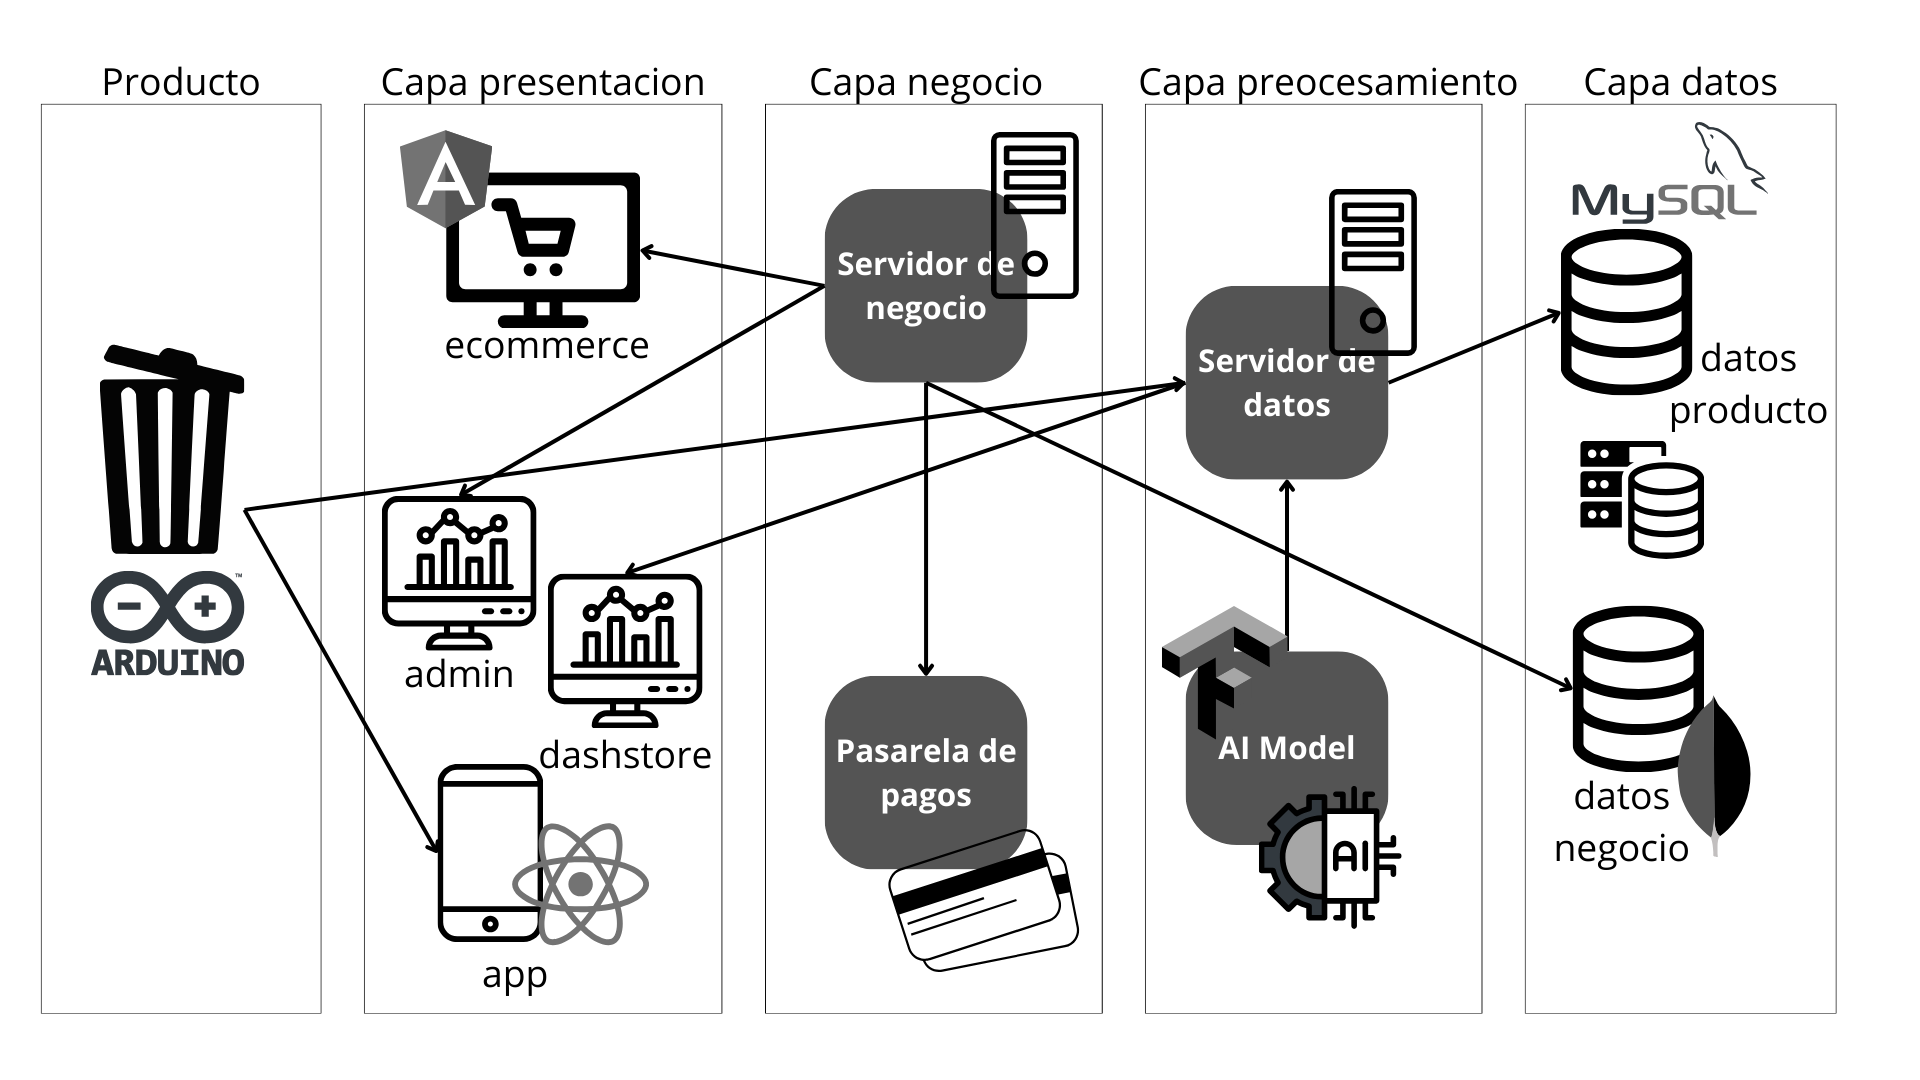 Producto
Capa presentacion
Capa negocio
Capa preocesamiento
Capa datos
ARDUINO
™
A
ecommerce
admin
dashstore
app
Servidor de
negocio
Pasarela de
pagos
Servidor de
datos
AI Model
AI
MySQL
datos
producto
datos
negocio